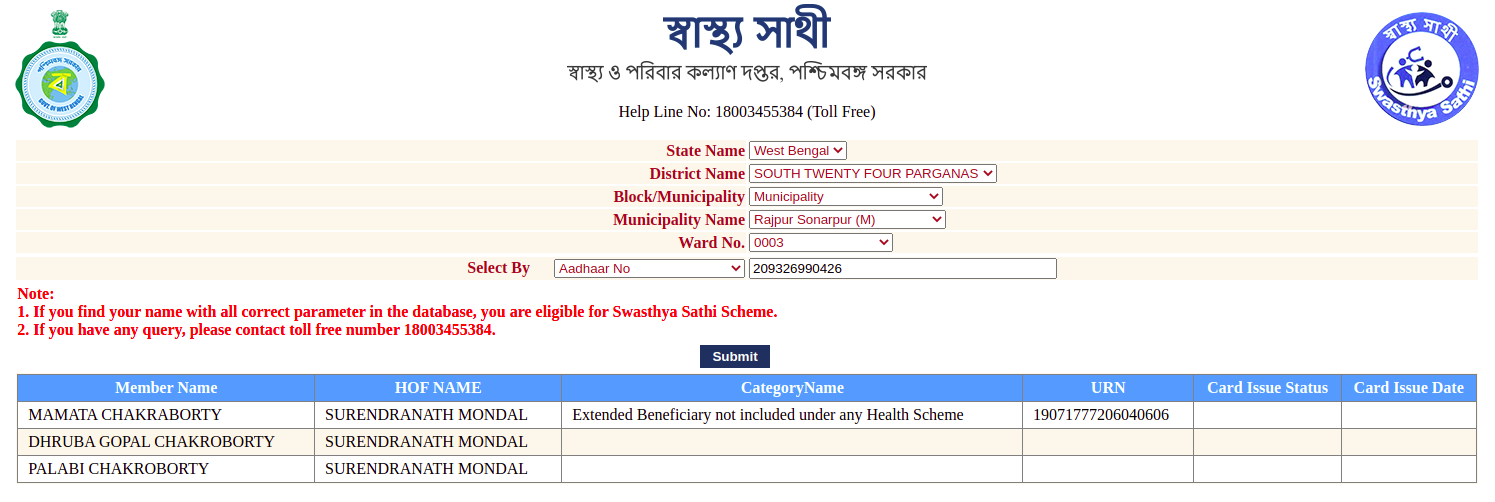 স্বাস্থ্য সাথী
স্বাস্থ্য ও পরিবার কল্যাণ দপ্তর, পশ্চিমবঙ্গ সরকার
Help Line No: 18003455384 (Toll Free)
পশ্চিমবঙ্গ সরকার
ব
GOVT. OF WEST BENGAL
স্বাস্থ্য সাথী
Swasthya Sathi
State Name West Bengal
District Name SOUTH TWENTY FOUR PARGANAS
Block/Municipality Municipality
Municipality Name Rajpur Sonarpur (M)
Ward No. 0003
Select By Aadhaar No 209326990426
Note:
1. If you find your name with all correct parameter in the database, you are eligible for Swasthya Sathi Scheme.
2. If you have any query, please contact toll free number 18003455384.
Submit
Member Name HOF NAME CategoryName URN Card Issue Status Card Issue Date
MAMATA CHAKRABORTY SURENDRANATH MONDAL Extended Beneficiary not included under any Health Scheme 19071777206040606
DHRUBA GOPAL CHAKROBORTY SURENDRANATH MONDAL
PALABI CHAKROBORTY SURENDRANATH MONDAL